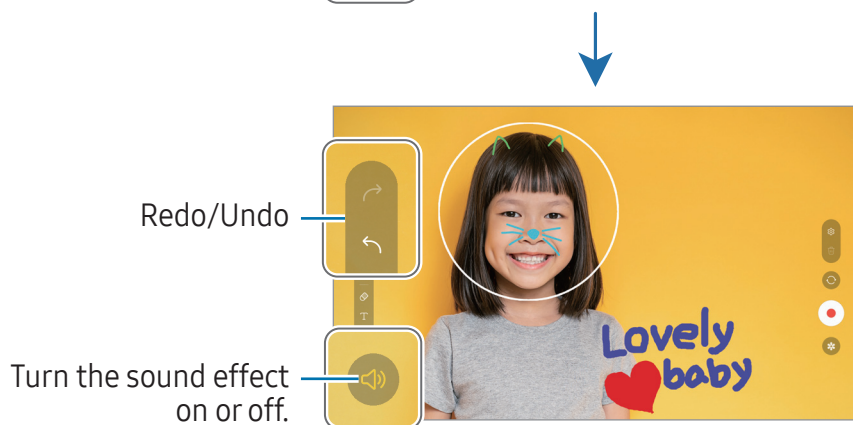 Redo/Undo
T
Turn the sound effect
on or off.
Lovely
baby